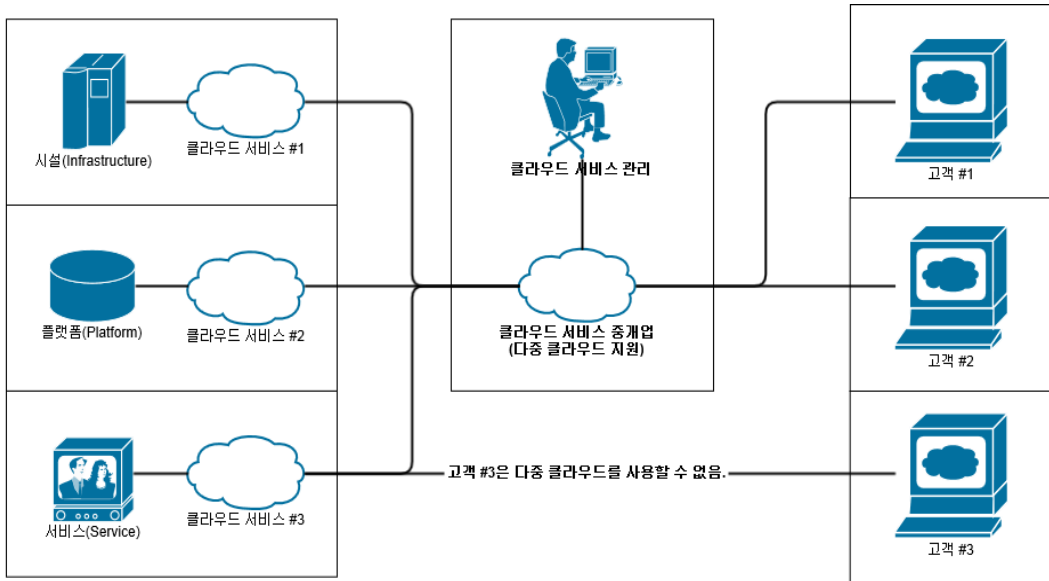 시설(Infrastructure)
클라우드 서비스 #1
클라우드 서비스 관리
고객 #1
플랫폼(Platform)
클라우드 서비스 #2
클라우드 서비스 중개업
(다중 클라우드 지원)
고객 #2
서비스(Service)
클라우드 서비스 #3
고객 #3은 다중 클라우드를 사용할 수 없음.
고객 #3